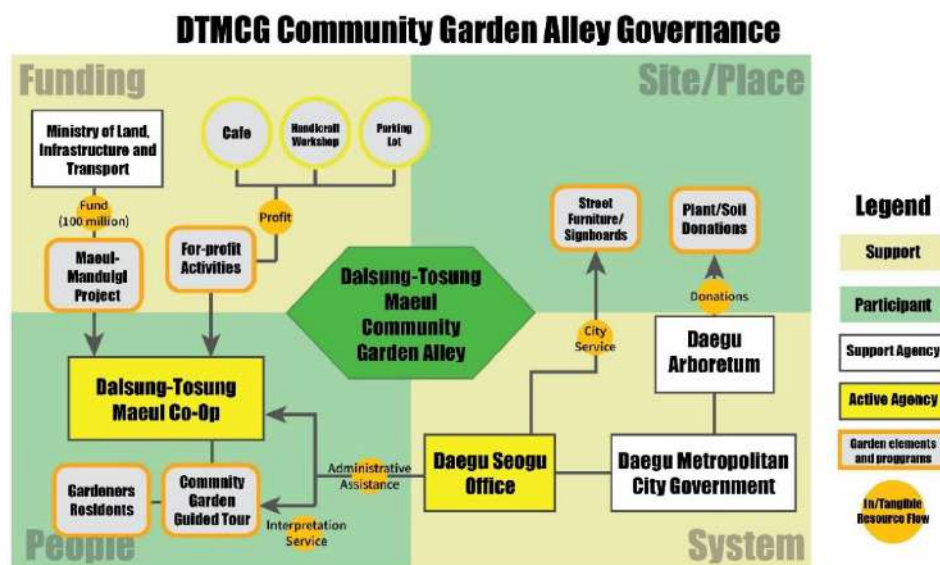 DTMCG Community Garden Alley Governance
Funding
Site/Place
Ministry of Land,
Infrastructure and
Transport
Cafe
Handicraft
Workshop
Parking
Lot
Fund
(100 million)
Profit
Maeul-
Mandulgi
Project
For-profit
Activities
Street
Furniture/
Signboards
Plant/Soil
Donations
Dalsung-Tosung
Maeul
Community
Garden Alley
City
Service
Donations
Daegu
Arboretum
Dalsung-Tosung
Maeul Co-Op
Administrative
Assistance
Daegu Seogu
Office
Daegu Metropolitan
City Government
Gardeners
Residents
Commnity
Garden
Guided Tour
Interpretation
Service
People
System
Legend
Support
Participant
Support Agency
Active Agency
Garden elements
and proggrams
In/Tangible
Resource Flow